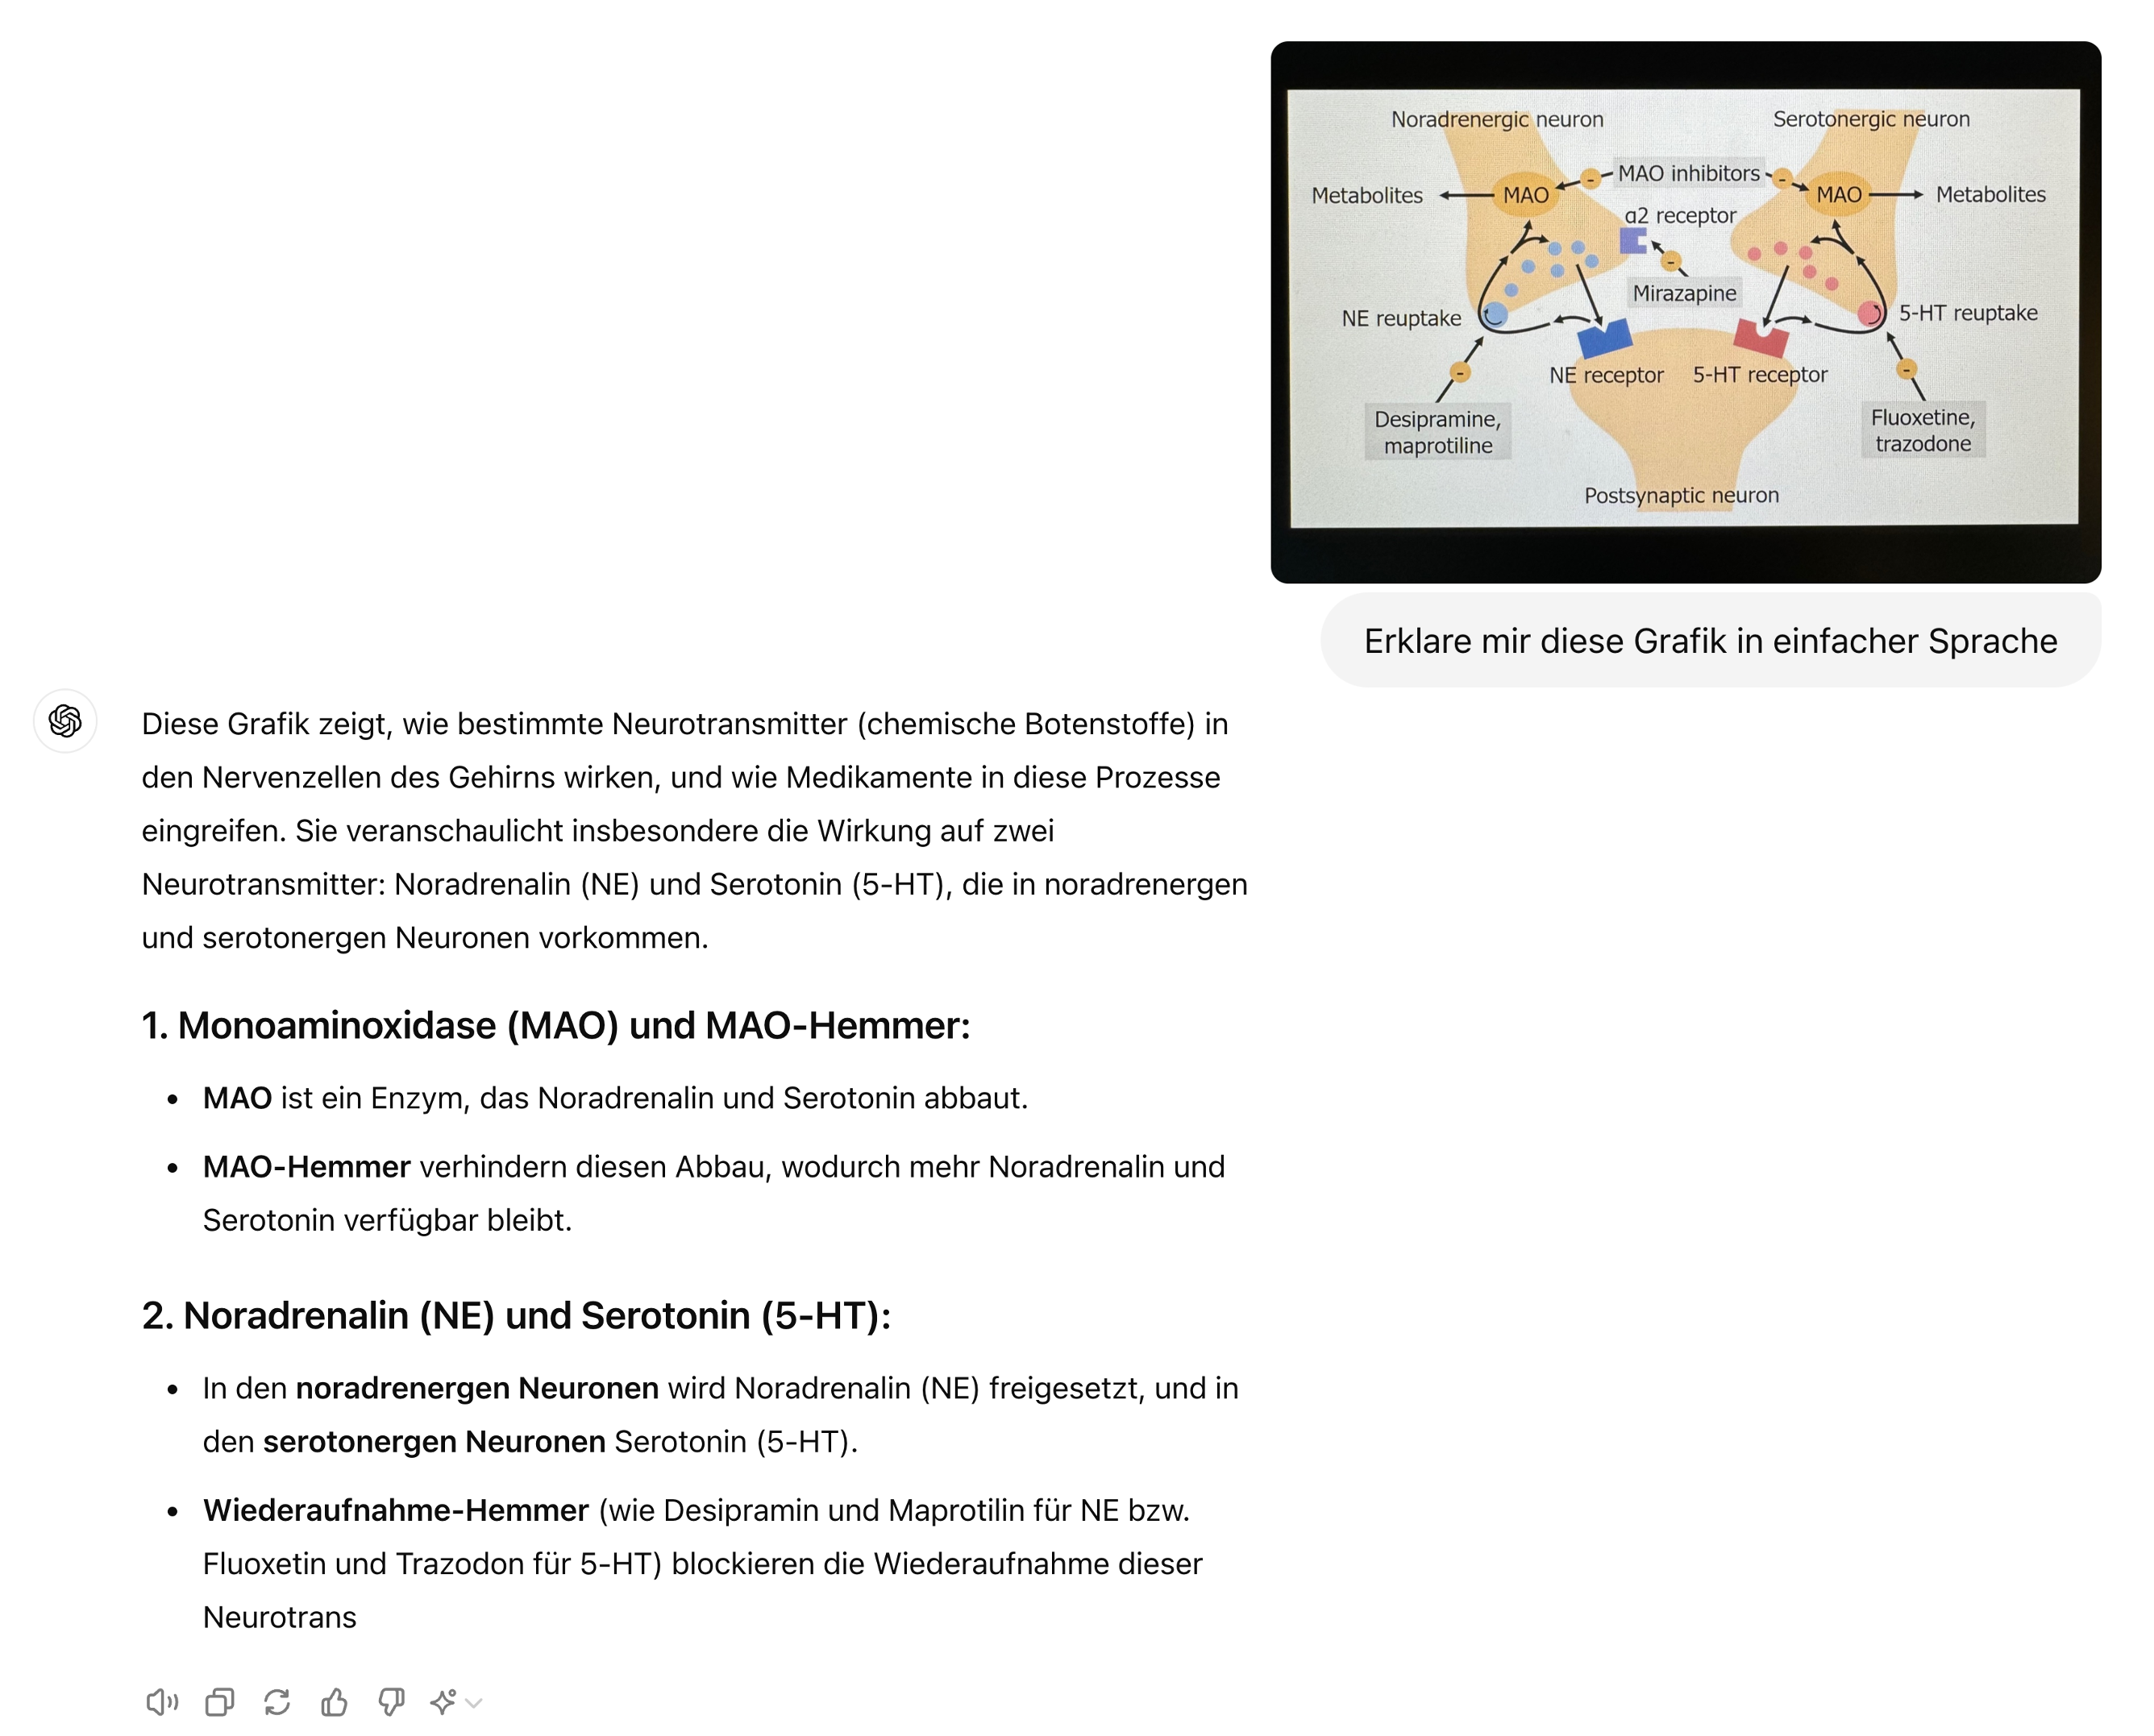 Noradrenergic neuron
Serotonergic neuron
MAO inhibitors
Metabolites
MAO
-
-
MAO
Metabolites
α2 receptor
-
Mirazapine
NE reuptake
5-HT reuptake
-
NE receptor
5-HT receptor
-
Desipramine,
maprotiline
Fluoxetine,
trazodone
Postsynaptic neuron
Erklare mir diese Grafik in einfacher Sprache
Diese Grafik zeigt, wie bestimmte Neurotransmitter (chemische Botenstoffe) in
den Nervenzellen des Gehirns wirken, und wie Medikamente in diese Prozesse
eingreifen. Sie veranschaulicht insbesondere die Wirkung auf zwei
Neurotransmitter: Noradrenalin (NE) und Serotonin (5-HT), die in noradrenergen
und serotonergen Neuronen vorkommen.
1. Monoaminoxidase (MAO) und MAO-Hemmer:
• MAO ist ein Enzym, das Noradrenalin und Serotonin abbaut.
• MAO-Hemmer verhindern diesen Abbau, wodurch mehr Noradrenalin und
Serotonin verfügbar bleibt.
2. Noradrenalin (NE) und Serotonin (5-HT):
• In den noradrenergen Neuronen wird Noradrenalin (NE) freigesetzt, und in
den serotonergen Neuronen Serotonin (5-HT).
• Wiederaufnahme-Hemmer (wie Desipramin und Maprotilin für NE bzw.
Fluoxetin und Trazodon für 5-HT) blockieren die Wiederaufnahme dieser
Neurotrans